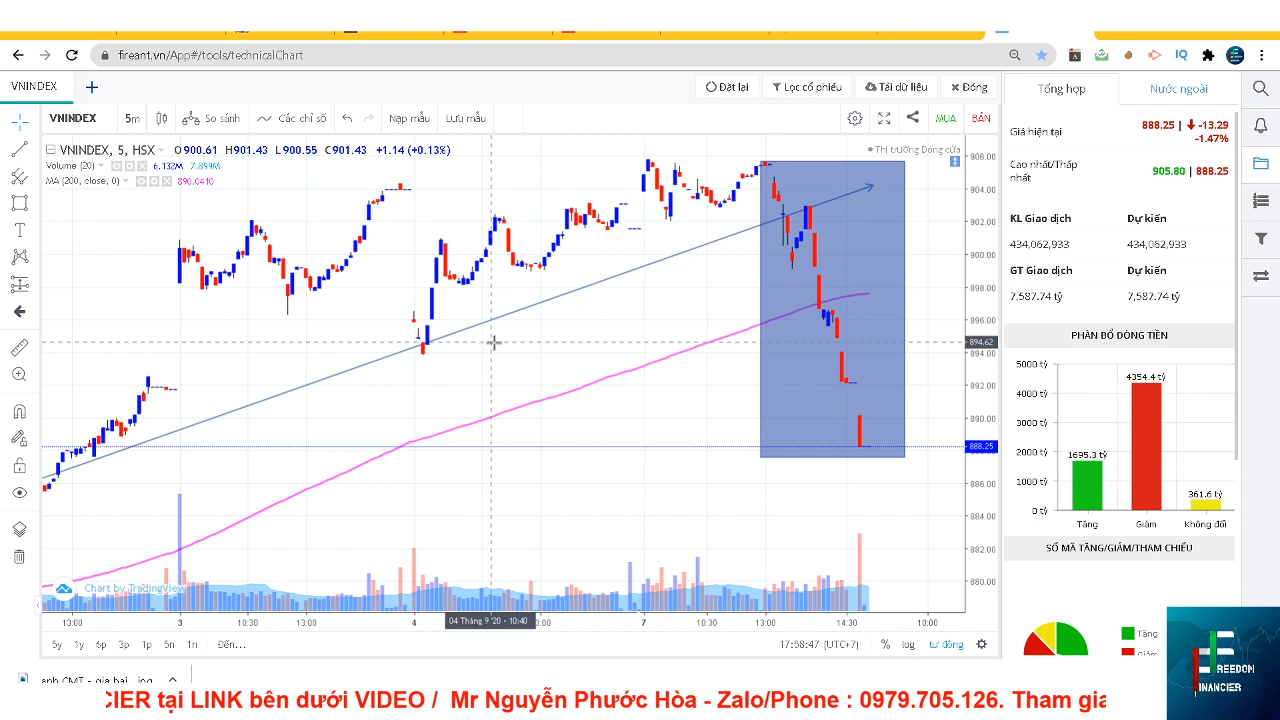 fireant.vn/App#/tools/technicalChart
VNINDEX
Đặt lại
Lọc cổ phiếu
Tải dữ liệu
Đóng
Tổng hợp
Nước ngoài
VNINDEX
5m
So sánh
Các chỉ số
Nạp mẫu
Lưu mẫu
MUA
BÁN
VNINDEX, 5, HSX
O900.61 H901.43 L900.55 C901.43 +1.14 (+0.13%)
Thị trường Đóng cửa
Volume (20)
6.132M 7.899M
MA (200, close, 0)
890.0410
906.00
904.00
902.00
900.00
898.00
896.00
894.62
894.00
892.00
890.00
888.25
886.00
884.00
882.00
880.00
Chart by TradingView
13:00
3
10:30
13:00
4
04 Tháng 9 '20 - 10:40
:00
7
10:30
13:00
14:30
10:00
5y 1y 6p 3p 1p 5n 1n Đến...
17:58:47 (UTC+7)
% log tự động
Giá hiện tại
888.25 | -13.29
-1.47%
Cao nhất/Thấp nhất
905.80 | 888.25
KL Giao dịch Dự kiến
434,062,933 434,062,933
GT Giao dịch Dự kiến
7,587.74 tỷ 7,587.74 tỷ
PHÂN BỔ DÒNG TIỀN
5000 tỷ
4000 tỷ
3000 tỷ
2000 tỷ
1000 tỷ
0 tỷ
1695.3 tỷ
4354.4 tỷ
361.6 tỷ
Tăng Giảm Không đổi
SỐ MÃ TĂNG/GIẢM/THAM CHIẾU
Tăng
Giảm
REEDOM
FINANCIER
CIER tại LINK bên dưới VIDEO / Mr Nguyễn Phước Hòa - Zalo/Phone : 0979.705.126. Tham gia